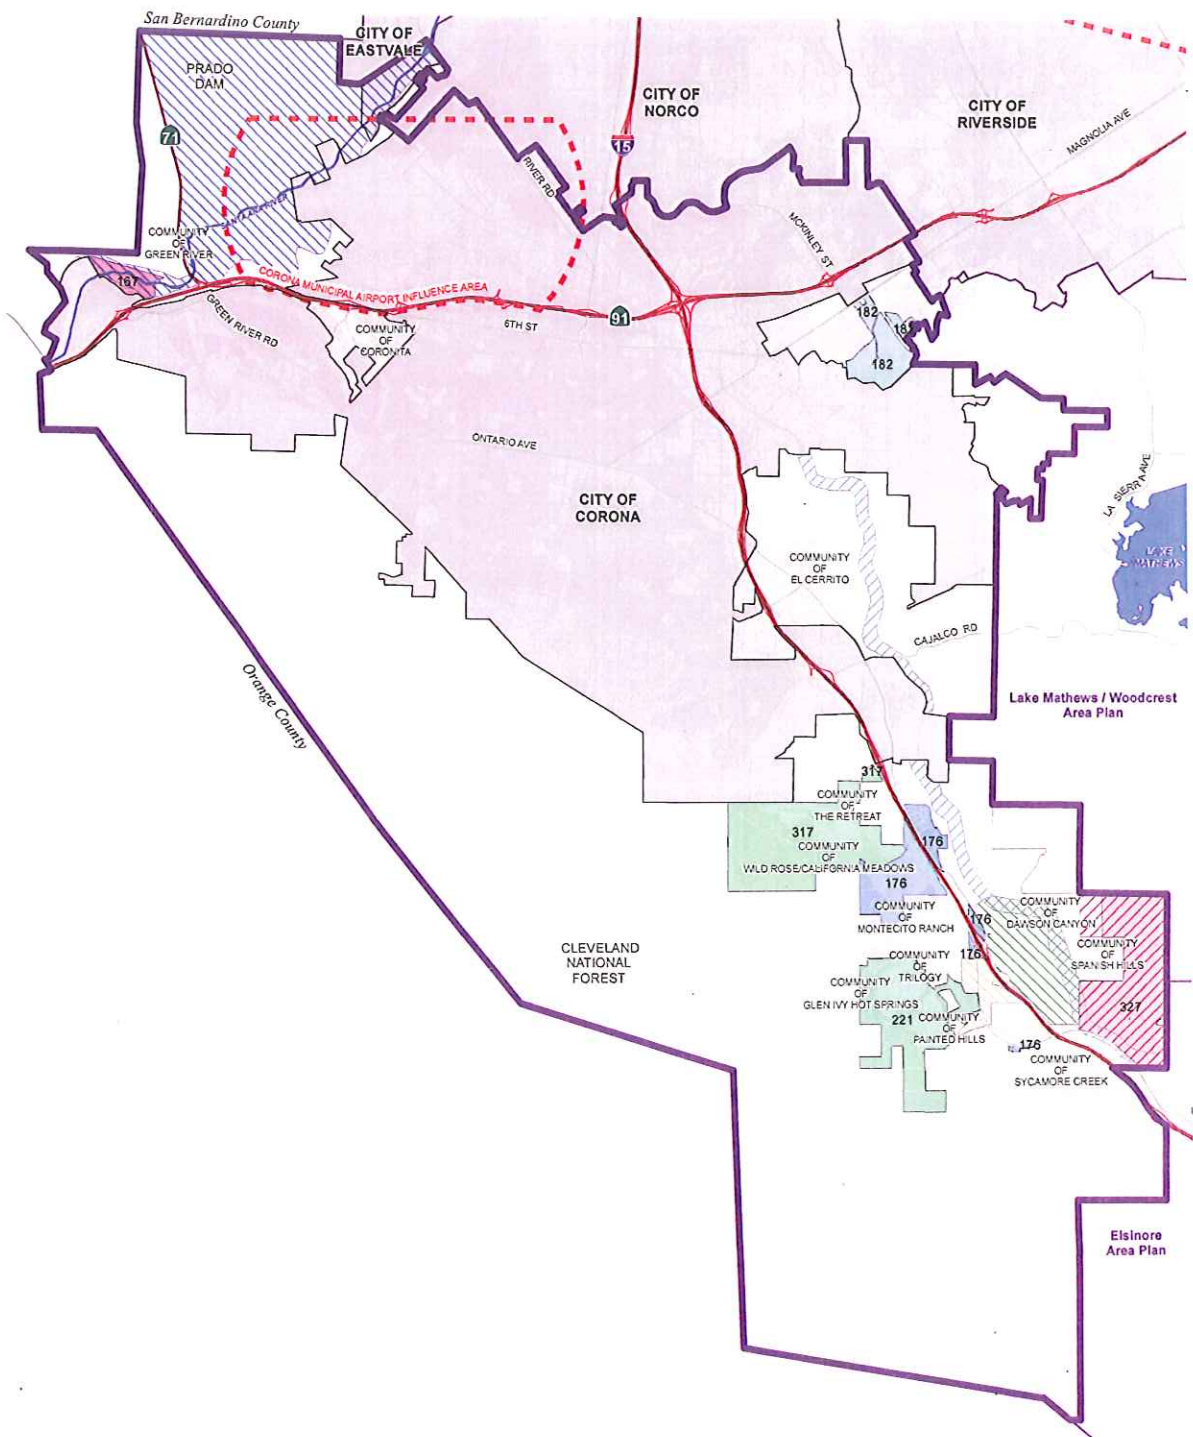 San Bernardino County
CITY OF
EASTVALE
PRADO
DAM
CITY OF
NORCO
CITY OF
RIVERSIDE
MAGNOLIA AVE
71
15
RIVER RD
MCKINLEY ST
SANTA ANA RIVER
COMMUNITY
OF
GREEN RIVER
167
CORONA MUNICIPAL AIRPORT INFLUENCE AREA
GREEN RIVER RD
COMMUNITY
OF
CORONITA
6TH ST
91
182
182
ONTARIO AVE
CITY OF
CORONA
LA SIERRA AVE
LAKE
MATHEWS
COMMUNITY
OF
EL CERRITO
CAJALCO RD
Orange County
Lake Mathews / Woodcrest
Area Plan
317
COMMUNITY
OF
THE RETREAT
317
COMMUNITY
OF
WILD ROSE/CALIFORNIA MEADOWS
176
176
COMMUNITY
OF
MONTECITO RANCH
176
COMMUNITY
OF
DAWSON CANYON
CLEVELAND
NATIONAL
FOREST
176
COMMUNITY
OF
TRILOGY
COMMUNITY
OF
SPANISH HILLS
COMMUNITY
OF
GLEN IVY HOT SPRINGS
221
COMMUNITY
OF
PAINTED HILLS
327
176
COMMUNITY
OF
SYCAMORE CREEK
Elsinore
Area Plan